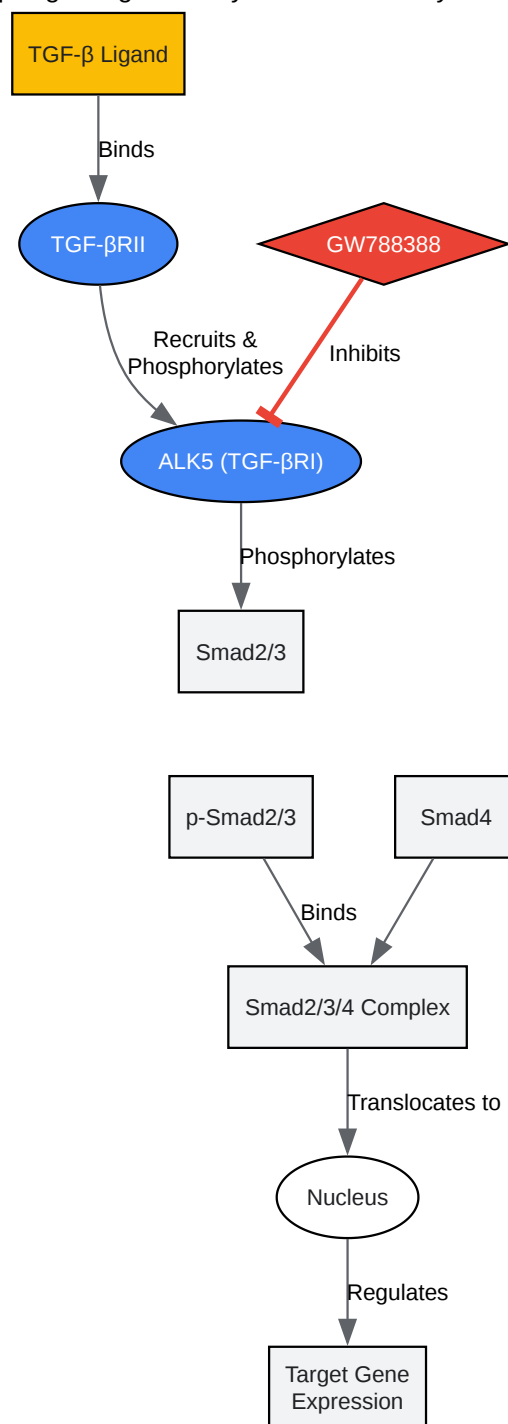 TGF-β Ligand
Binds
TGF-βRII
GW788388
Recruits &
Phosphorylates
Inhibits
ALK5 (TGF-βRI)
Phosphorylates
Smad2/3
p-Smad2/3
Smad4
Binds
Smad2/3/4 Complex
Translocates to
Nucleus
Regulates
Target Gene
Expression